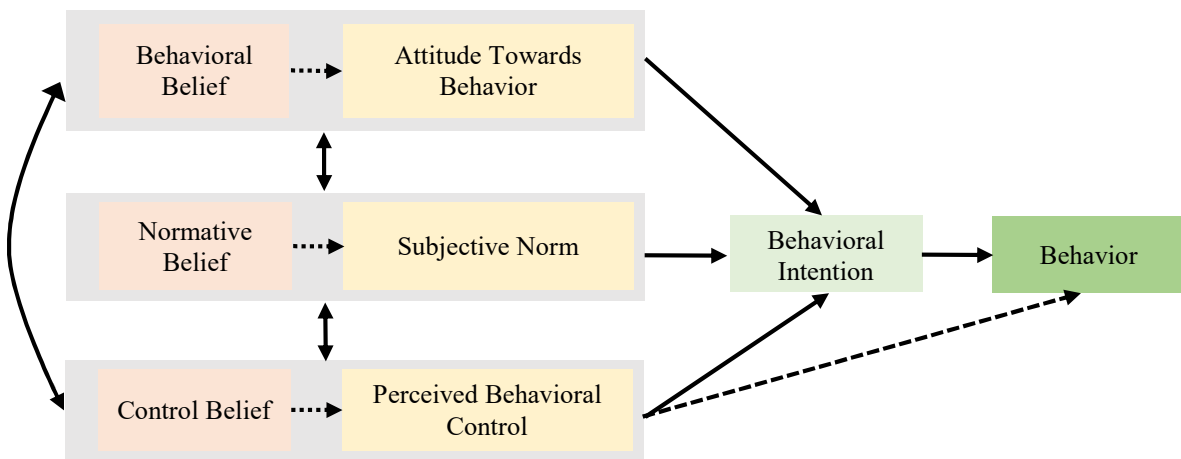 Behavioral
Belief
Attitude Towards
Behavior
Normative
Belief
Subjective Norm
Behavioral
Intention
Behavior
Control Belief
Perceived Behavioral
Control